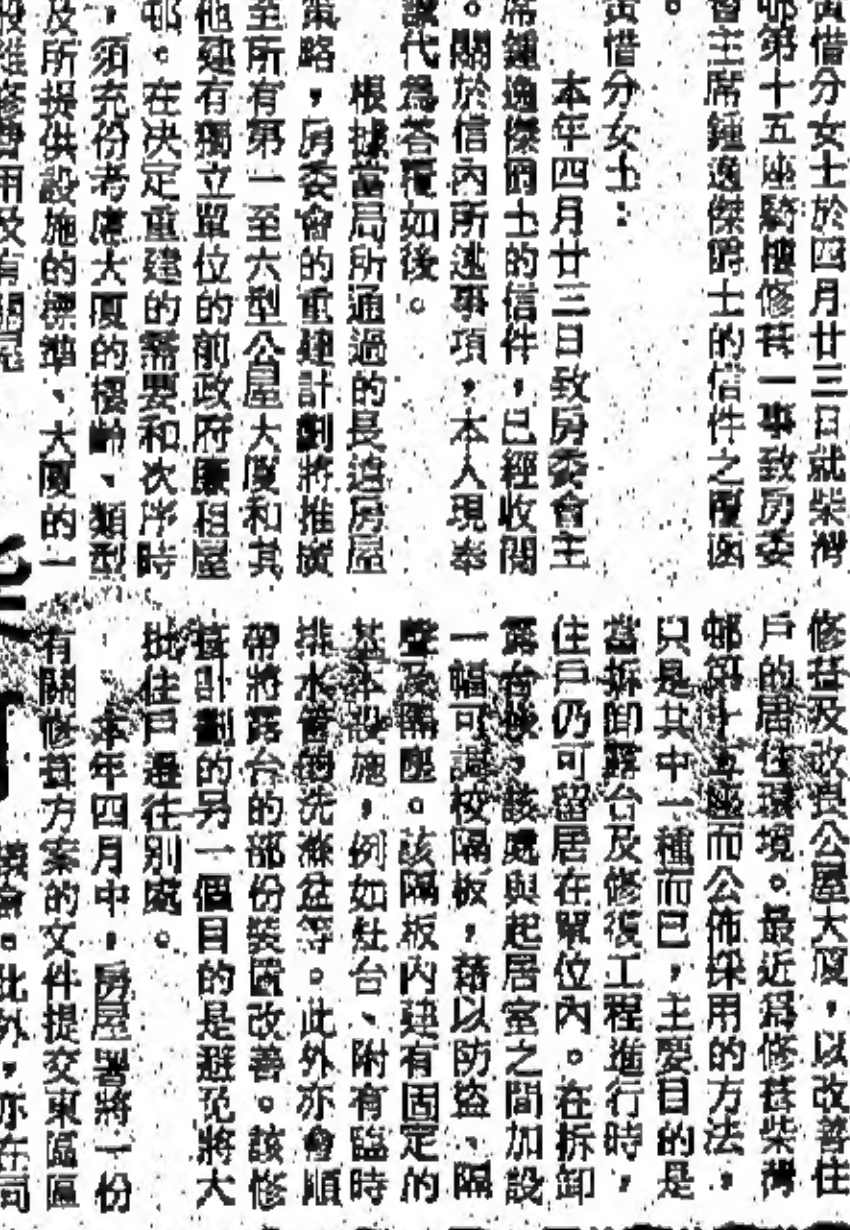 黃惜分女士於四月廿三日就柴灣
邨第十五座騎樓修葺一事致房委
會主席鍾逸傑爵士的信件之覆函
。
黃惜分女士：
本年四月廿三日致房委會主
席鍾逸傑爵士的信件，已經收閱
。關於信內所述事項，本人現奉
謹代為答覆如後。
根據當局所通過的長遠房屋
策略，房委會的重建計劃將推廣
至所有第一至六型公屋大廈和其
他建有獨立單位的前政府廉租屋
邨。在決定重建的需要和次序時
，須充份考慮大廈的樓齡、類型
及所提供設施的標準、大廈的一
般維修費用及有關
修葺及改良公屋大廈，以改善住
戶的居住環境。最近為修葺柴灣
邨第十五座而公佈採用的方法，
只是其中一種而已，主要目的是
當拆卸露台及修復工程進行時，
住戶仍可留居在單位內。在拆卸
露台後，該處與起居室之間加設
一幅可調校隔板，藉以防盜、隔
聲及隔塵。該隔板內建有固定的
基本設施，例如灶台、附有臨時
排水管的洗滌盆等。此外亦會順
帶將露台的部份裝置改善。該修
葺計劃的另一個目的是避免將大
批住戶遷往別處。
本年四月中，房屋署將一份
有關修葺方案的文件提交東區區
。此外，亦在同